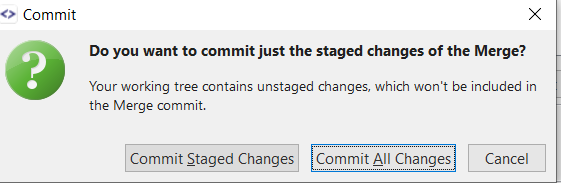 Commit
Do you want to commit just the staged changes of the Merge?
Your working tree contains unstaged changes, which won't be included in
the Merge commit.
Commit Staged Changes
Commit All Changes
Cancel